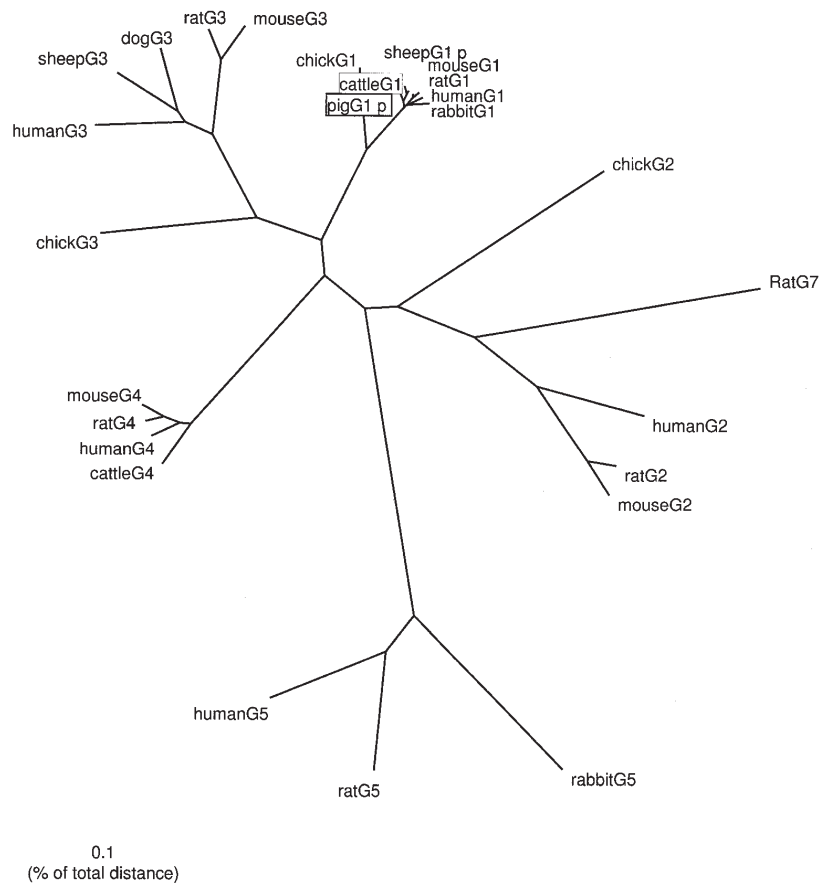 ratG3
mouseG3
dogG3
sheepG3
humanG3
chickG3
chickG1
sheepG1 p
mouseG1
cattleG1
ratG1
pigG1 p
humanG1
rabbitG1
chickG2
RatG7
mouseG4
ratG4
humanG4
cattleG4
humanG2
ratG2
mouseG2
humanG5
ratG5
rabbitG5
0.1
(% of total distance)